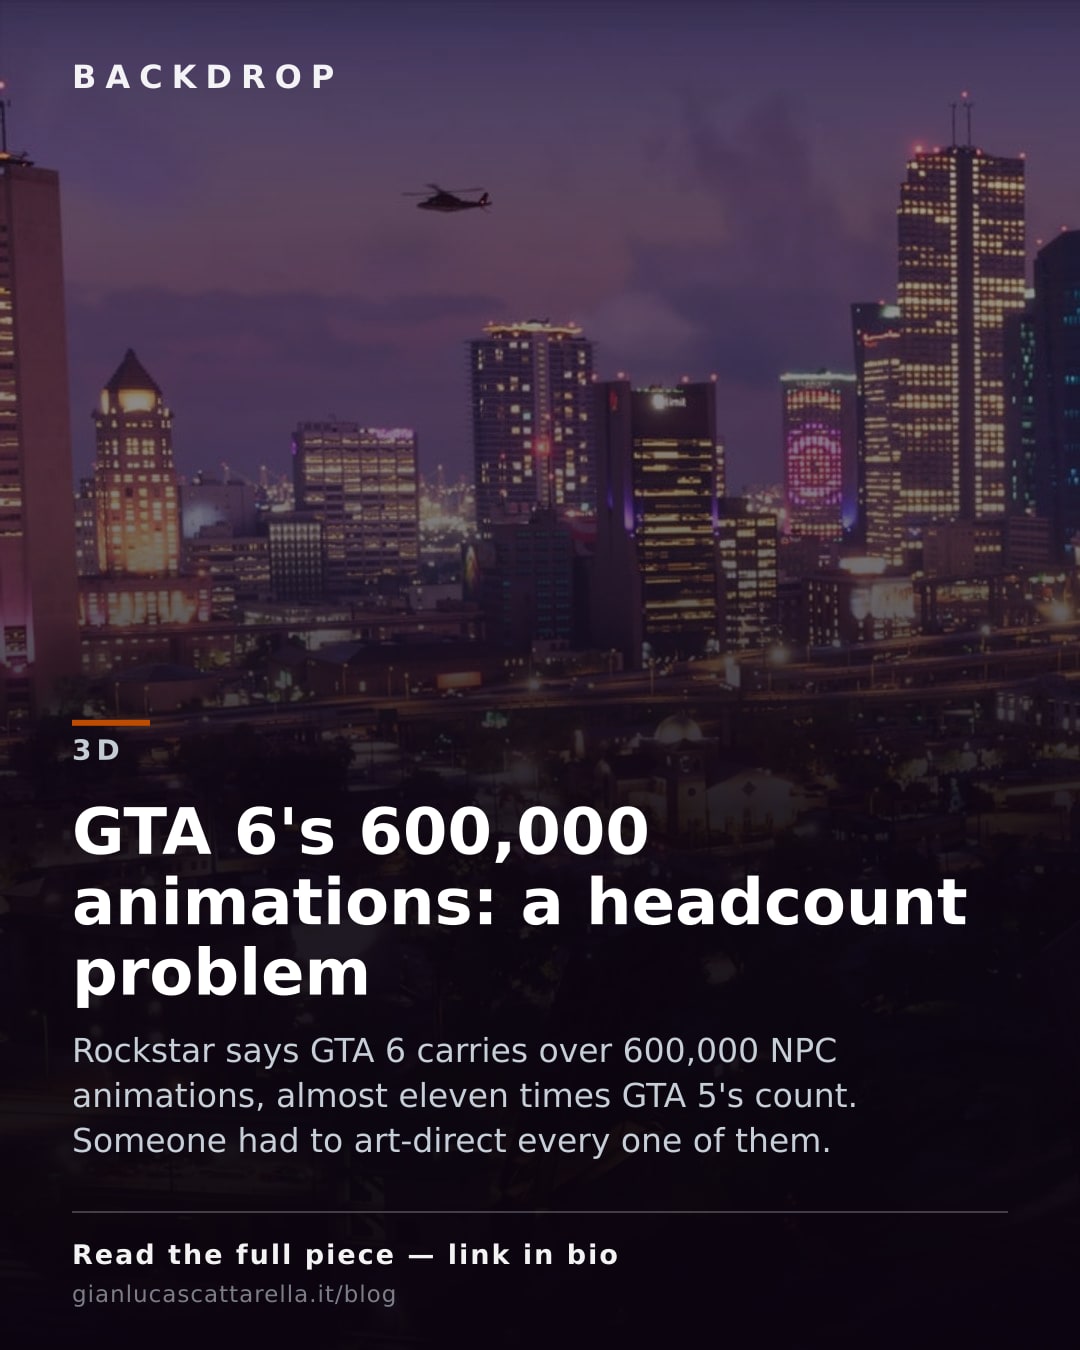 BACKDROP
3D
GTA 6's 600,000
animations: a headcount
problem
Rockstar says GTA 6 carries over 600,000 NPC
animations, almost eleven times GTA 5's count.
Someone had to art-direct every one of them.
Read the full piece — link in bio
gianlucascattarella.it/blog